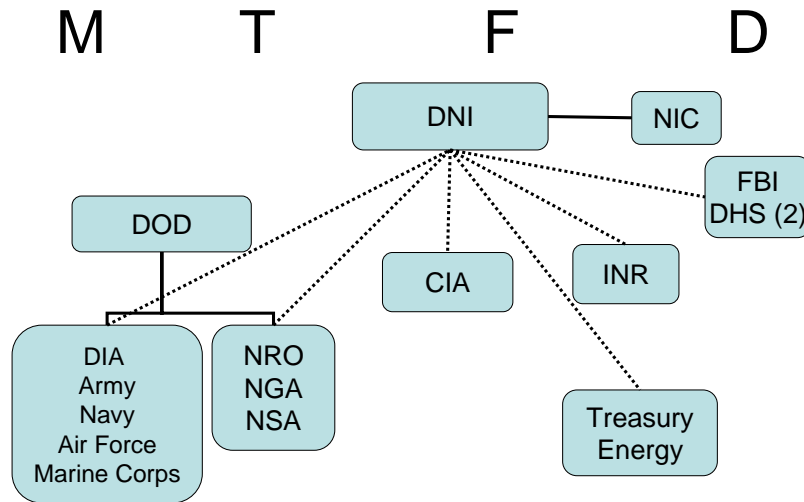 M T F D
DNI
NIC
FBI
DHS (2)
DOD
CIA
INR
DIA
Army
Navy
Air Force
Marine Corps
NRO
NGA
NSA
Treasury
Energy